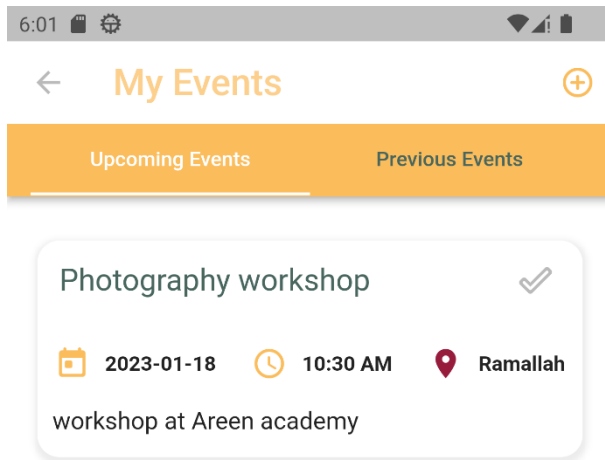 6:01
My Events
Upcoming Events Previous Events
Photography workshop
2023-01-18 10:30 AM Ramallah
workshop at Areen academy